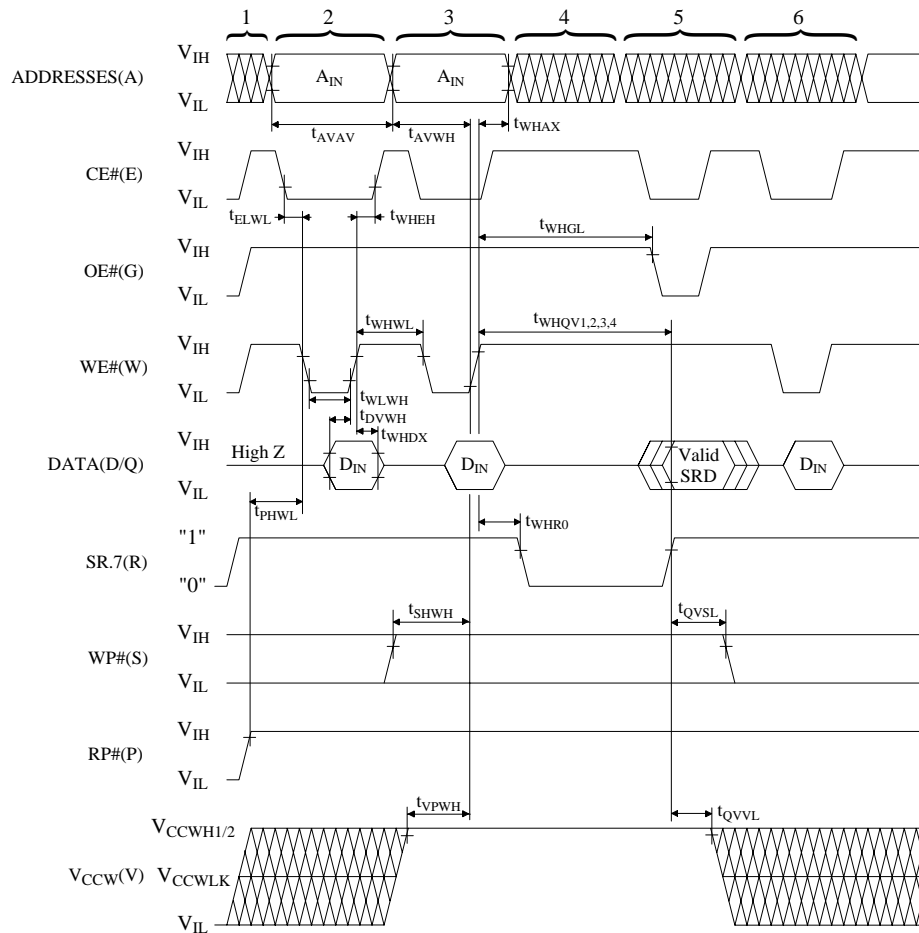 1 2 3 4 5 6
V_IH
ADDRESSES(A) A_IN A_IN
V_IL
t_AVAV t_AVWH t_WHAX
V_IH
CE#(E)
V_IL
t_ELWL t_WHEH
t_WHGL
V_IH
OE#(G)
V_IL
t_WHWL t_WHQV1,2,3,4
V_IH
WE#(W)
V_IL
t_WLWH
t_DVWH
t_WHDX
V_IH
High Z
DATA(D/Q) D_IN D_IN Valid SRD D_IN
V_IL
t_PHWL
t_WHR0
"1"
SR.7(R)
"0"
t_SHWH t_QVSL
V_IH
WP#(S)
V_IL
V_IH
RP#(P)
V_IL
t_VPWH t_QVVL
V_CCWH1/2
V_CCW(V) V_CCWLK
V_IL